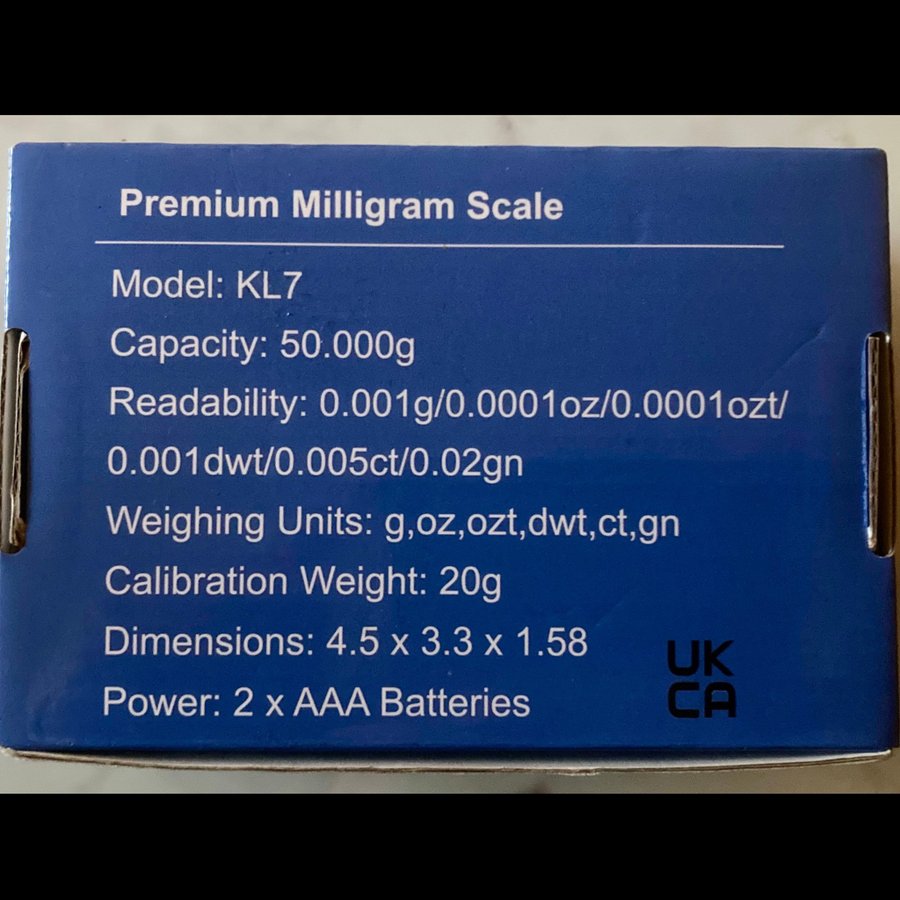 Premium Milligram Scale
Model: KL7
Capacity: 50.000g
Readability: 0.001g/0.0001oz/0.0001ozt/
0.001dwt/0.005ct/0.02gn
Weighing Units: g,oz,ozt,dwt,ct,gn
Calibration Weight: 20g
Dimensions: 4.5 x 3.3 x 1.58
Power: 2 x AAA Batteries
UK
CA